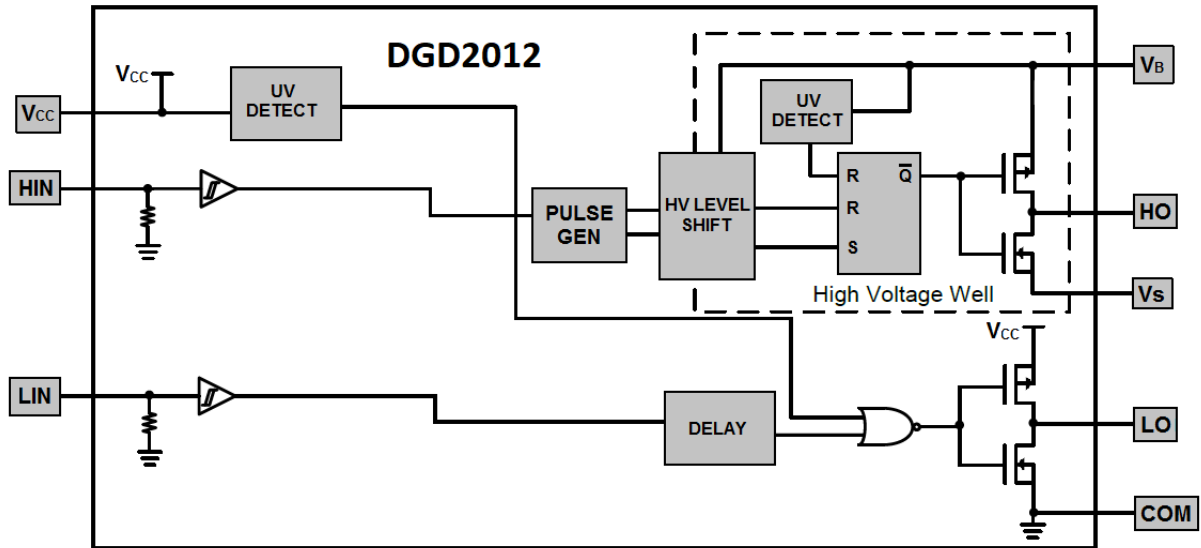 DGD2012
VCC
VCC
UV
DETECT
VB
UV
DETECT
HIN
R
Q̅
PULSE
GEN
HV LEVEL
SHIFT
R
HO
S
High Voltage Well
Vs
VCC
LIN
DELAY
LO
COM